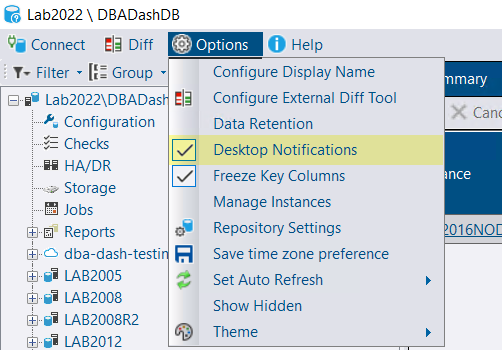 Lab2022 \ DBADashDB
Connect Diff Options Help
Filter Group
Configure Display Name
Configure External Diff Tool
Data Retention
Desktop Notifications
Freeze Key Columns
Manage Instances
Repository Settings
Save time zone preference
Set Auto Refresh
Show Hidden
Theme
Lab2022\DBADash
Configuration
Checks
HA/DR
Storage
Jobs
Reports
dba-dash-testin
LAB2005
LAB2008
LAB2008R2
LAB2012
mmary
Canc
ance
2016NOD